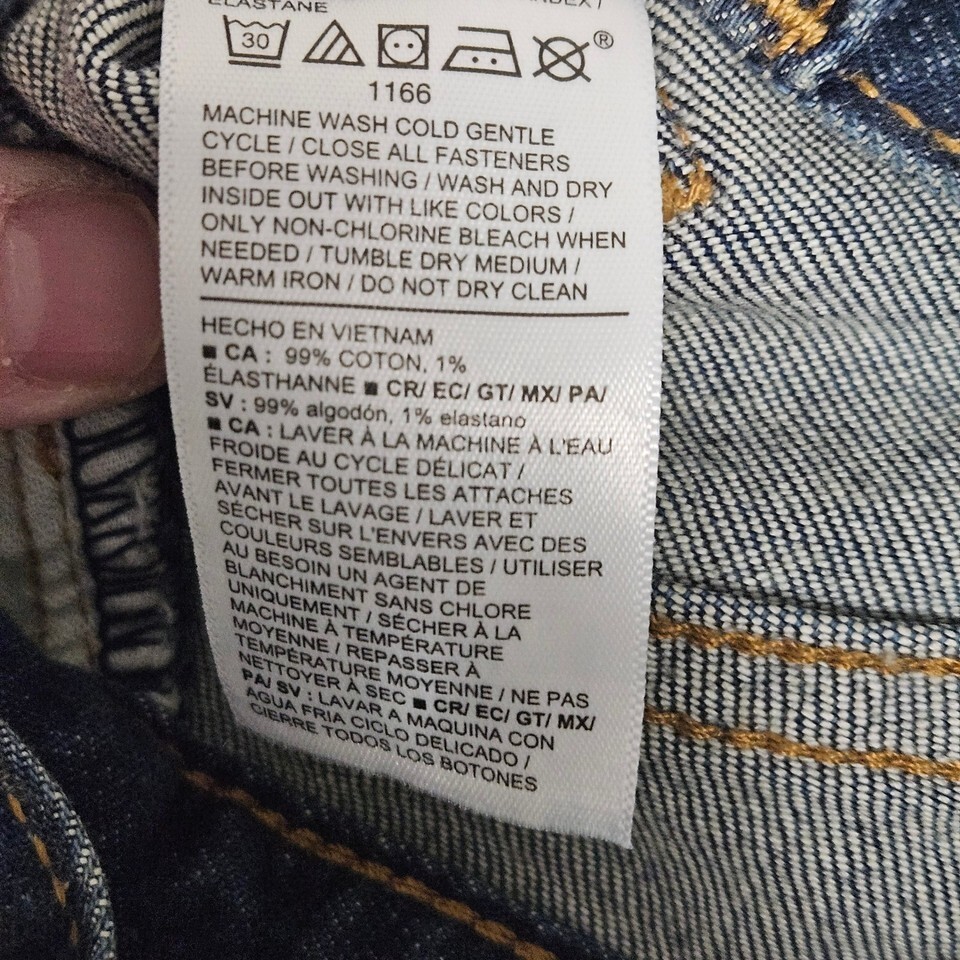 ELASTANE
30
®
1166
MACHINE WASH COLD GENTLE
CYCLE / CLOSE ALL FASTENERS
BEFORE WASHING / WASH AND DRY
INSIDE OUT WITH LIKE COLORS /
ONLY NON-CHLORINE BLEACH WHEN
NEEDED / TUMBLE DRY MEDIUM /
WARM IRON / DO NOT DRY CLEAN
HECHO EN VIETNAM
■ CA : 99% COTON, 1%
ÉLASTHANNE ■ CR/ EC/ GT/ MX/ PA/
SV : 99% algodón, 1% elastano
■ CA : LAVER À LA MACHINE À L'EAU
FROIDE AU CYCLE DÉLICAT /
FERMER TOUTES LES ATTACHES
AVANT LE LAVAGE / LAVER ET
SÉCHER SUR L'ENVERS AVEC DES
COULEURS SEMBLABLES / UTILISER
AU BESOIN UN AGENT DE
BLANCHIMENT SANS CHLORE
UNIQUEMENT / SÉCHER À LA
MACHINE À TEMPÉRATURE
MOYENNE / REPASSER À
TEMPÉRATURE MOYENNE / NE PAS
NETTOYER À SEC ■ CR/ EC/ GT/ MX/
PA/ SV : LAVAR A MAQUINA CON
AGUA FRIA CICLO DELICADO /
CIERRE TODOS LOS BOTONES